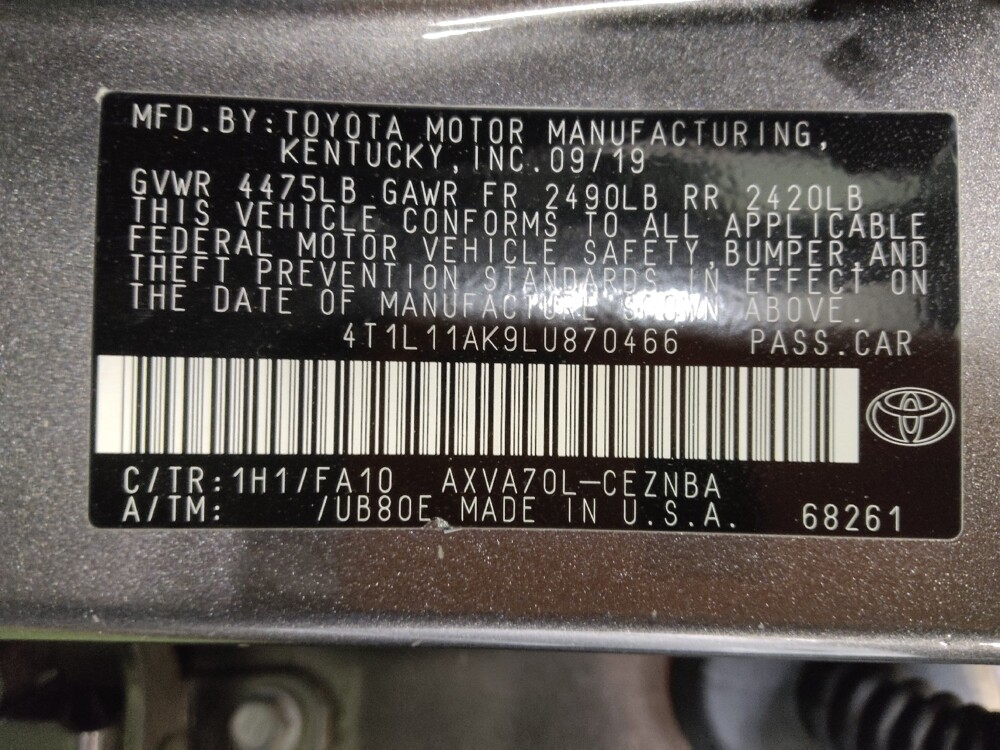 MFD.BY:TOYOTA MOTOR MANUFACTURING,
KENTUCKY,INC.09/19
GVWR 4475LB GAWR FR 2490LB RR 2420LB
THIS VEHICLE CONFORMS TO ALL APPLICABLE
FEDERAL MOTOR VEHICLE SAFETY,BUMPER,AND
THEFT PREVENTION STANDARDS IN EFFECT ON
THE DATE OF MANUFACTURE SHOWN ABOVE.
4T1L11AK9LU870466 PASS.CAR
C/TR:1H1/FA10 AXVA70L-CEZNBA
A/TM: /UB80E MADE IN U.S.A. 68261